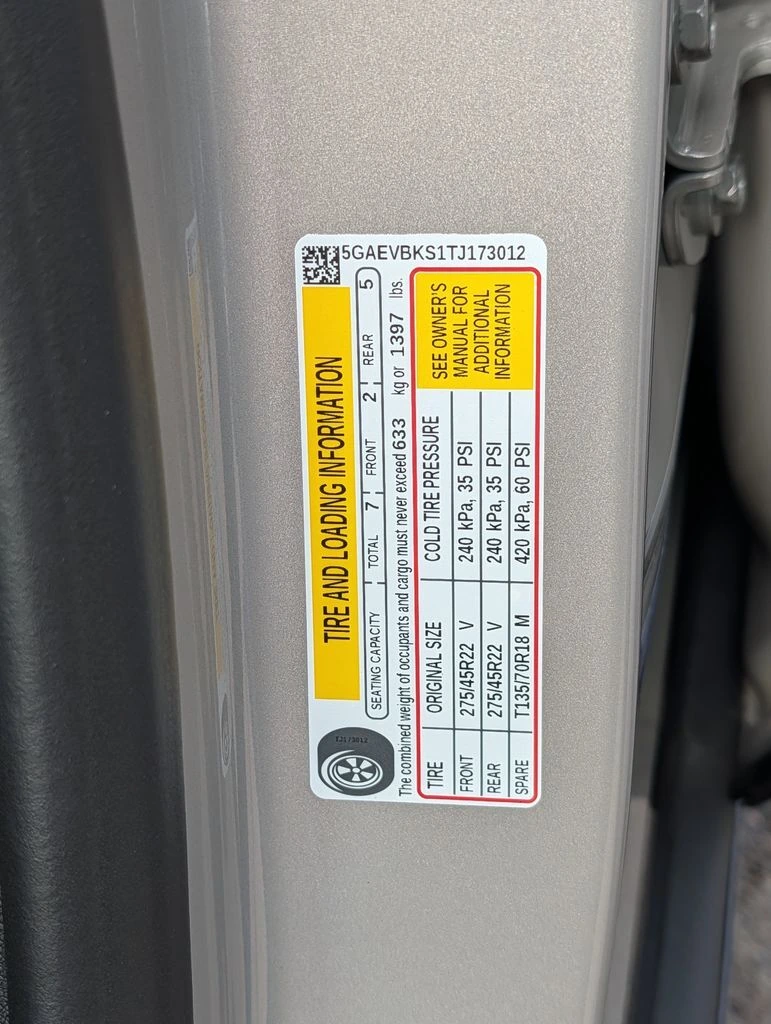 5GAEVBKS1TJ173012
TIRE AND LOADING INFORMATION
SEATING CAPACITY TOTAL 7 FRONT 2 REAR 5
The combined weight of occupants and cargo must never exceed 633 kg or 1397 lbs.
TIRE ORIGINAL SIZE COLD TIRE PRESSURE
FRONT 275/45R22 V 240 kPa, 35 PSI
REAR 275/45R22 V 240 kPa, 35 PSI
SPARE T135/70R18 M 420 kPa, 60 PSI
SEE OWNER'S
MANUAL FOR
ADDITIONAL
INFORMATION
TJ173012